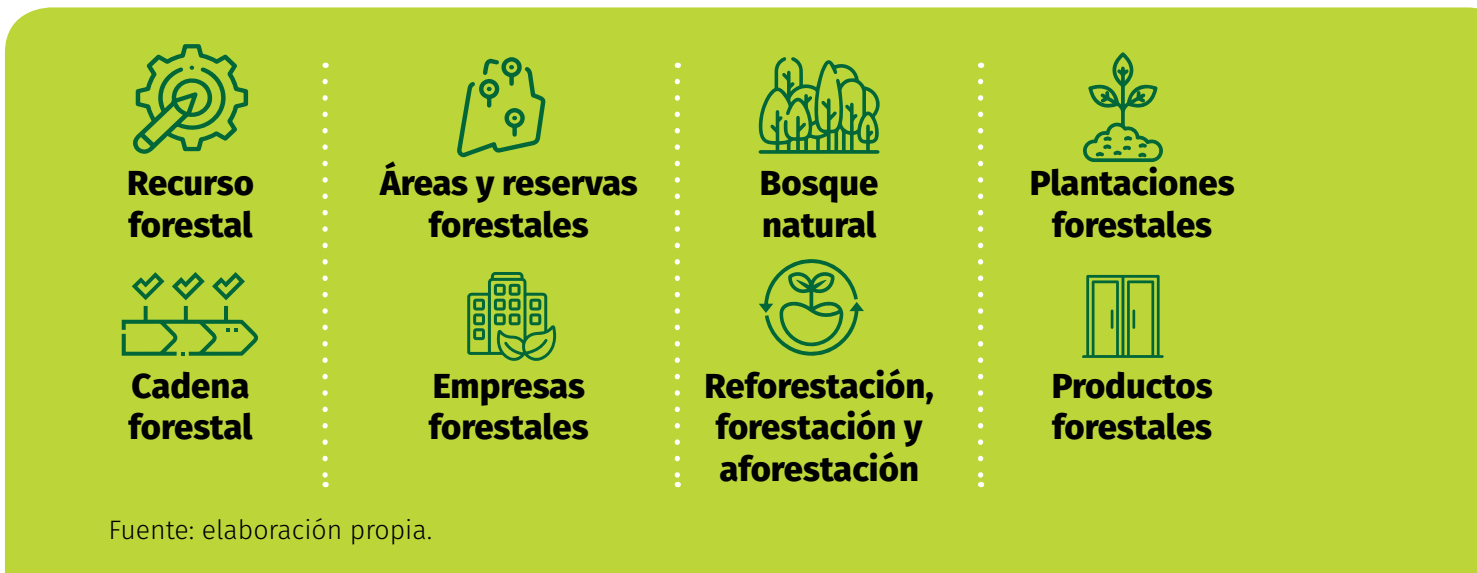 Recurso
forestal
Áreas y reservas
forestales
Bosque
natural
Plantaciones
forestales
Cadena
forestal
Empresas
forestales
Reforestación,
forestación y
aforestación
Productos
forestales
Fuente: elaboración propia.